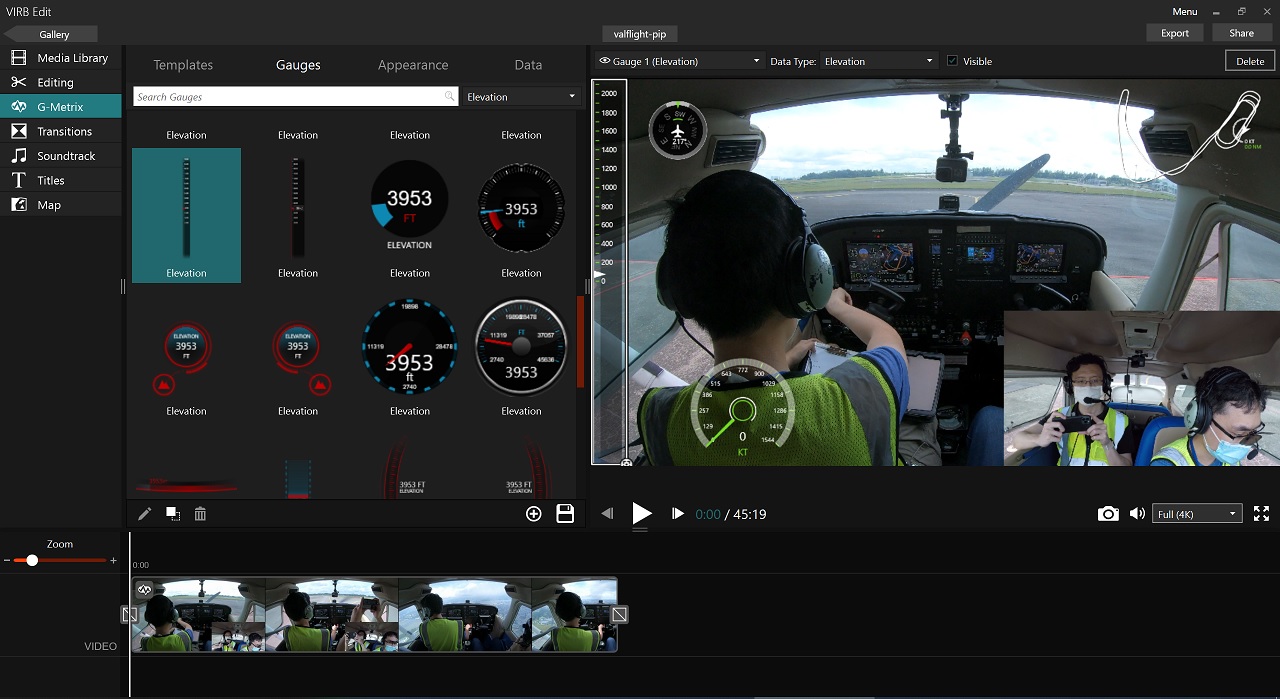 VIRB Edit
Menu
Gallery
valflight-pip
Export
Share
Media Library
Editing
G-Metrix
Transitions
Soundtrack
Titles
Map
Templates
Gauges
Appearance
Data
Search Gauges
Elevation
Gauge 1 (Elevation)
Data Type:
Elevation
Visible
Delete
Elevation
Elevation
Elevation
Elevation
3953
FT
ELEVATION
3953
ft
Elevation
Elevation
Elevation
Elevation
ELEVATION
3953
FT
ELEVATION
3953
FT
19898
11319
28478
3953
ft
2740
FT
11319
37057
2740
45636
3953
Elevation
Elevation
Elevation
Elevation
3953 FT
ELEVATION
3953 FT
ELEVATION
2000
1800
1600
1400
1200
1000
800
600
400
200
0
S
SW
W
N
E
217°
0 KT
129
257
386
515
643
772
900
1029
1158
1286
1415
1544
0
KT
0:00 / 45:19
Full (4K)
Zoom
0:00
VIDEO